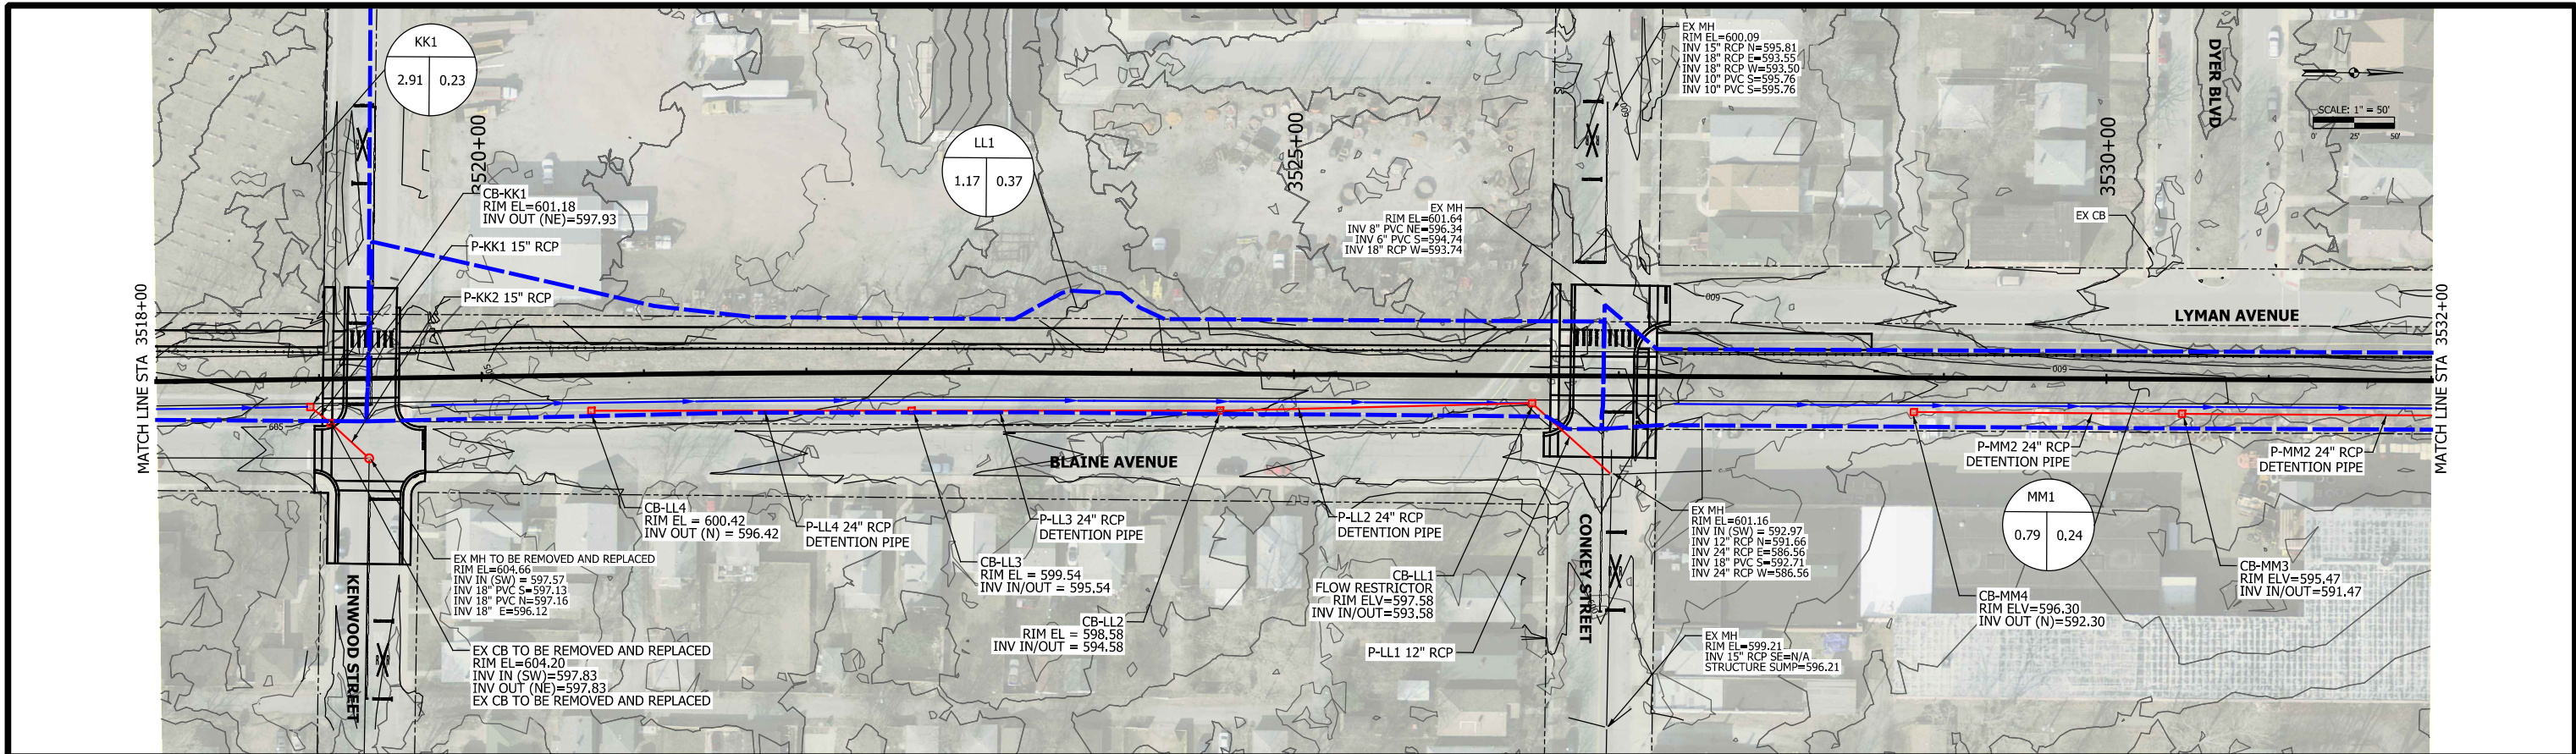 KK1
2.91 0.23
3520+00
CB-KK1
RIM EL=601.18
INV OUT (NE)=597.93
P-KK1 15" RCP
P-KK2 15" RCP
MATCH LINE STA 3518+00
605
605
LL1
1.17 0.37
3525+00
EX MH
RIM EL=601.64
INV 8" PVC NE=596.34
INV 6" PVC S=594.74
INV 18" RCP W=593.74
EX MH
RIM EL=600.09
INV 15" RCP N=595.81
INV 18" RCP E=593.55
INV 18" RCP W=593.50
INV 10" PVC S=595.76
INV 10" PVC S=595.76
600
600
600
3530+00
EX CB
DYER BLVD
SCALE: 1" = 50'
0' 25' 50'
LYMAN AVENUE
MATCH LINE STA 3532+00
BLAINE AVENUE
KENWOOD STREET
CONKEY STREET
EX MH TO BE REMOVED AND REPLACED
RIM EL=604.66
INV IN (SW) = 597.57
INV 18" PVC S=597.13
INV 18" PVC N=597.16
INV 18" E=596.12
EX CB TO BE REMOVED AND REPLACED
RIM EL=604.20
INV IN (SW)=597.83
INV OUT (NE)=597.83
EX CB TO BE REMOVED AND REPLACED
CB-LL4
RIM EL = 600.42
INV OUT (N) = 596.42
P-LL4 24" RCP
DETENTION PIPE
CB-LL3
RIM EL = 599.54
INV IN/OUT = 595.54
P-LL3 24" RCP
DETENTION PIPE
CB-LL2
RIM EL = 598.58
INV IN/OUT = 594.58
P-LL2 24" RCP
DETENTION PIPE
CB-LL1
FLOW RESTRICTOR
RIM ELV=597.58
INV IN/OUT=593.58
P-LL1 12" RCP
EX MH
RIM EL=601.16
INV IN (SW) = 592.97
INV 12" RCP N=591.66
INV 24" RCP E=586.56
INV 18" PVC S=592.71
INV 24" RCP W=586.56
EX MH
RIM EL=599.21
INV 15" RCP SE=N/A
STRUCTURE SUMP=596.21
P-MM2 24" RCP
DETENTION PIPE
P-MM2 24" RCP
DETENTION PIPE
MM1
0.79 0.24
CB-MM4
RIM ELV=596.30
INV OUT (N)=592.30
CB-MM3
RIM ELV=595.47
INV IN/OUT=591.47